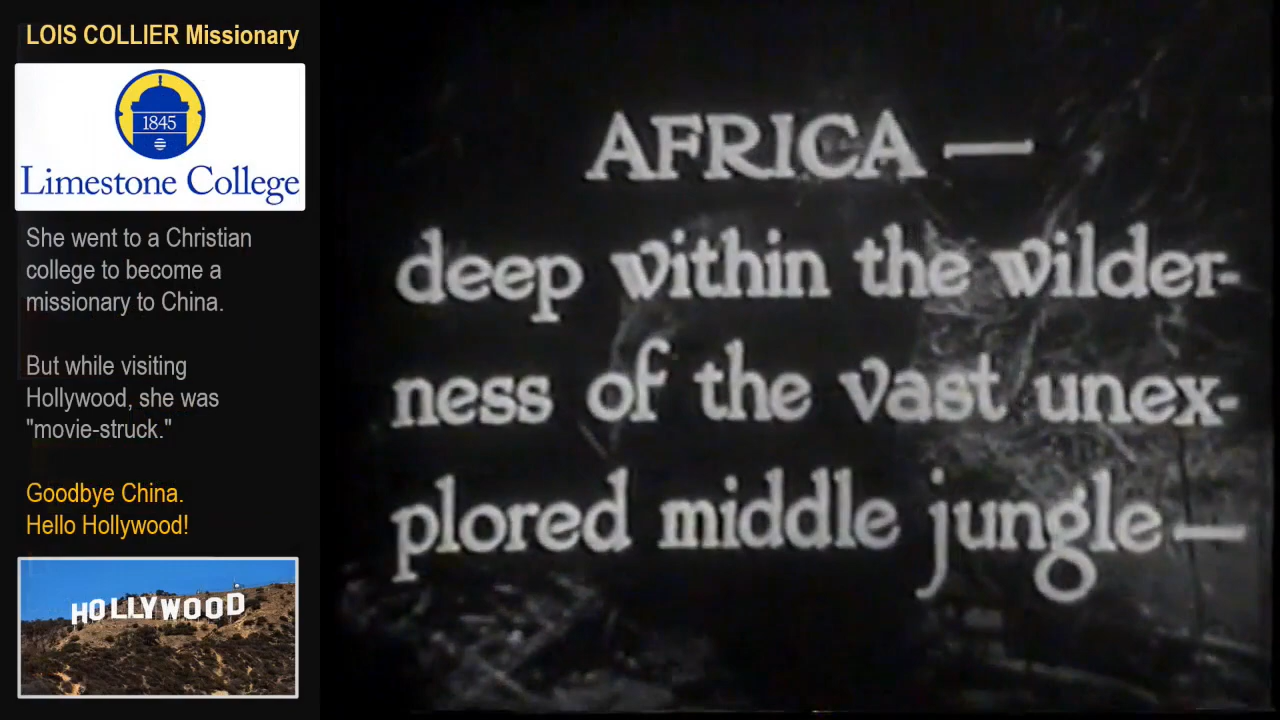 LOIS COLLIER Missionary
1845
Limestone College
She went to a Christian
college to become a
missionary to China.
But while visiting
Hollywood, she was
"movie-struck."
Goodbye China.
Hello Hollywood!
HOLLYWOOD
AFRICA —
deep within the wilder-
ness of the vast unex-
plored middle jungle —